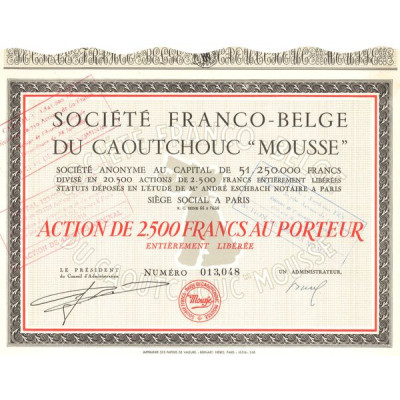 SOCIÉTÉ FRANCO-BELGE
DU CAOUTCHOUC "MOUSSE"
SOCIÉTÉ ANONYME AU CAPITAL DE 51.250.000 FRANCS
DIVISÉ EN 20.500 ACTIONS DE 2.500 FRANCS ENTIÈREMENT LIBÉRÉES
STATUTS DÉPOSÉS EN L'ÉTUDE DE Mᵉ ANDRÉ ESCHBACH NOTAIRE A PARIS
SIÈGE SOCIAL A PARIS
ACTION DE 2500 FRANCS AU PORTEUR
ENTIÈREMENT LIBÉRÉE
LE PRÉSIDENT
du Conseil d'Administration
NUMÉRO 013,048
UN ADMINISTRATEUR,
Mousse